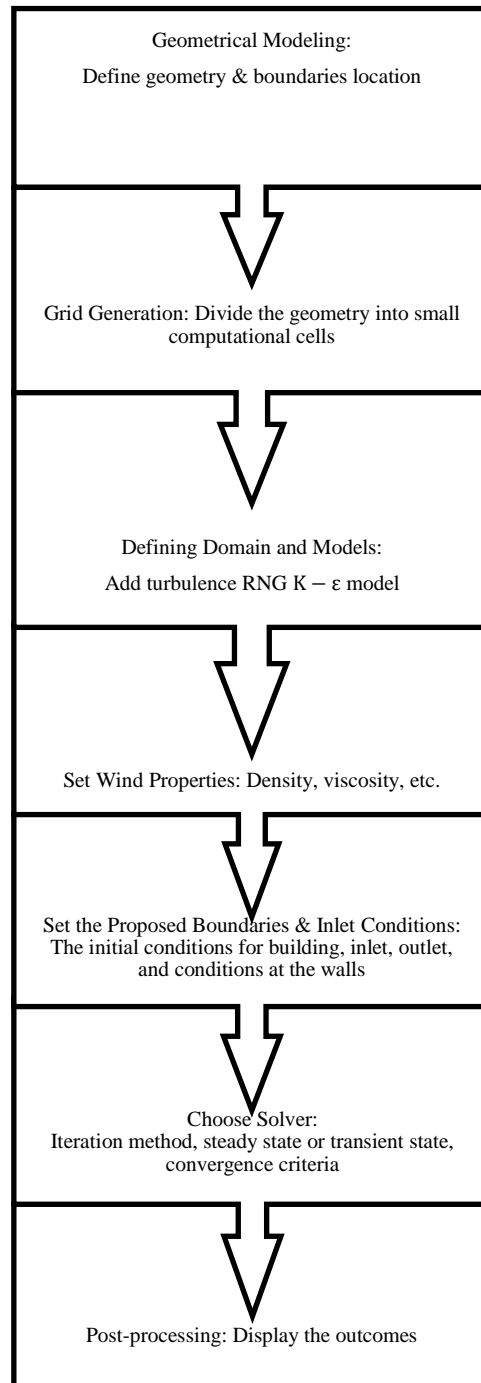 Geometrical Modeling:
Define geometry & boundaries location
Grid Generation: Divide the geometry into small
computational cells
Defining Domain and Models:
Add turbulence RNG K − ε model
Set Wind Properties: Density, viscosity, etc.
Set the Proposed Boundaries & Inlet Conditions:
The initial conditions for building, inlet, outlet,
and conditions at the walls
Choose Solver:
Iteration method, steady state or transient state,
convergence criteria
Post-processing: Display the outcomes